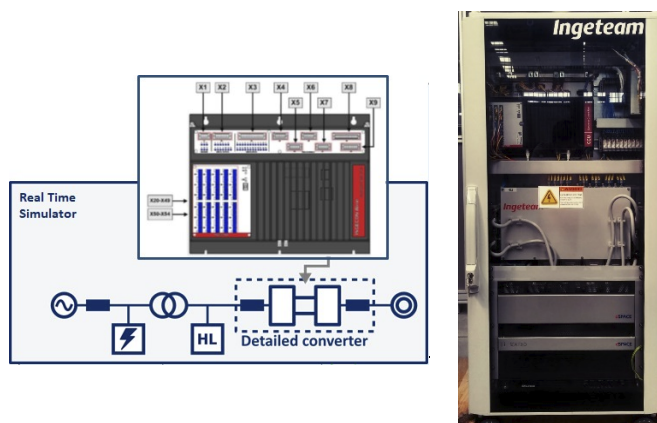 X1 X2 X3 X4 X6 X8
X5 X7 X9
X20-X45
X50-X54
Real Time
Simulator
HL
Detailed converter
Ingeteam
Ingeteam